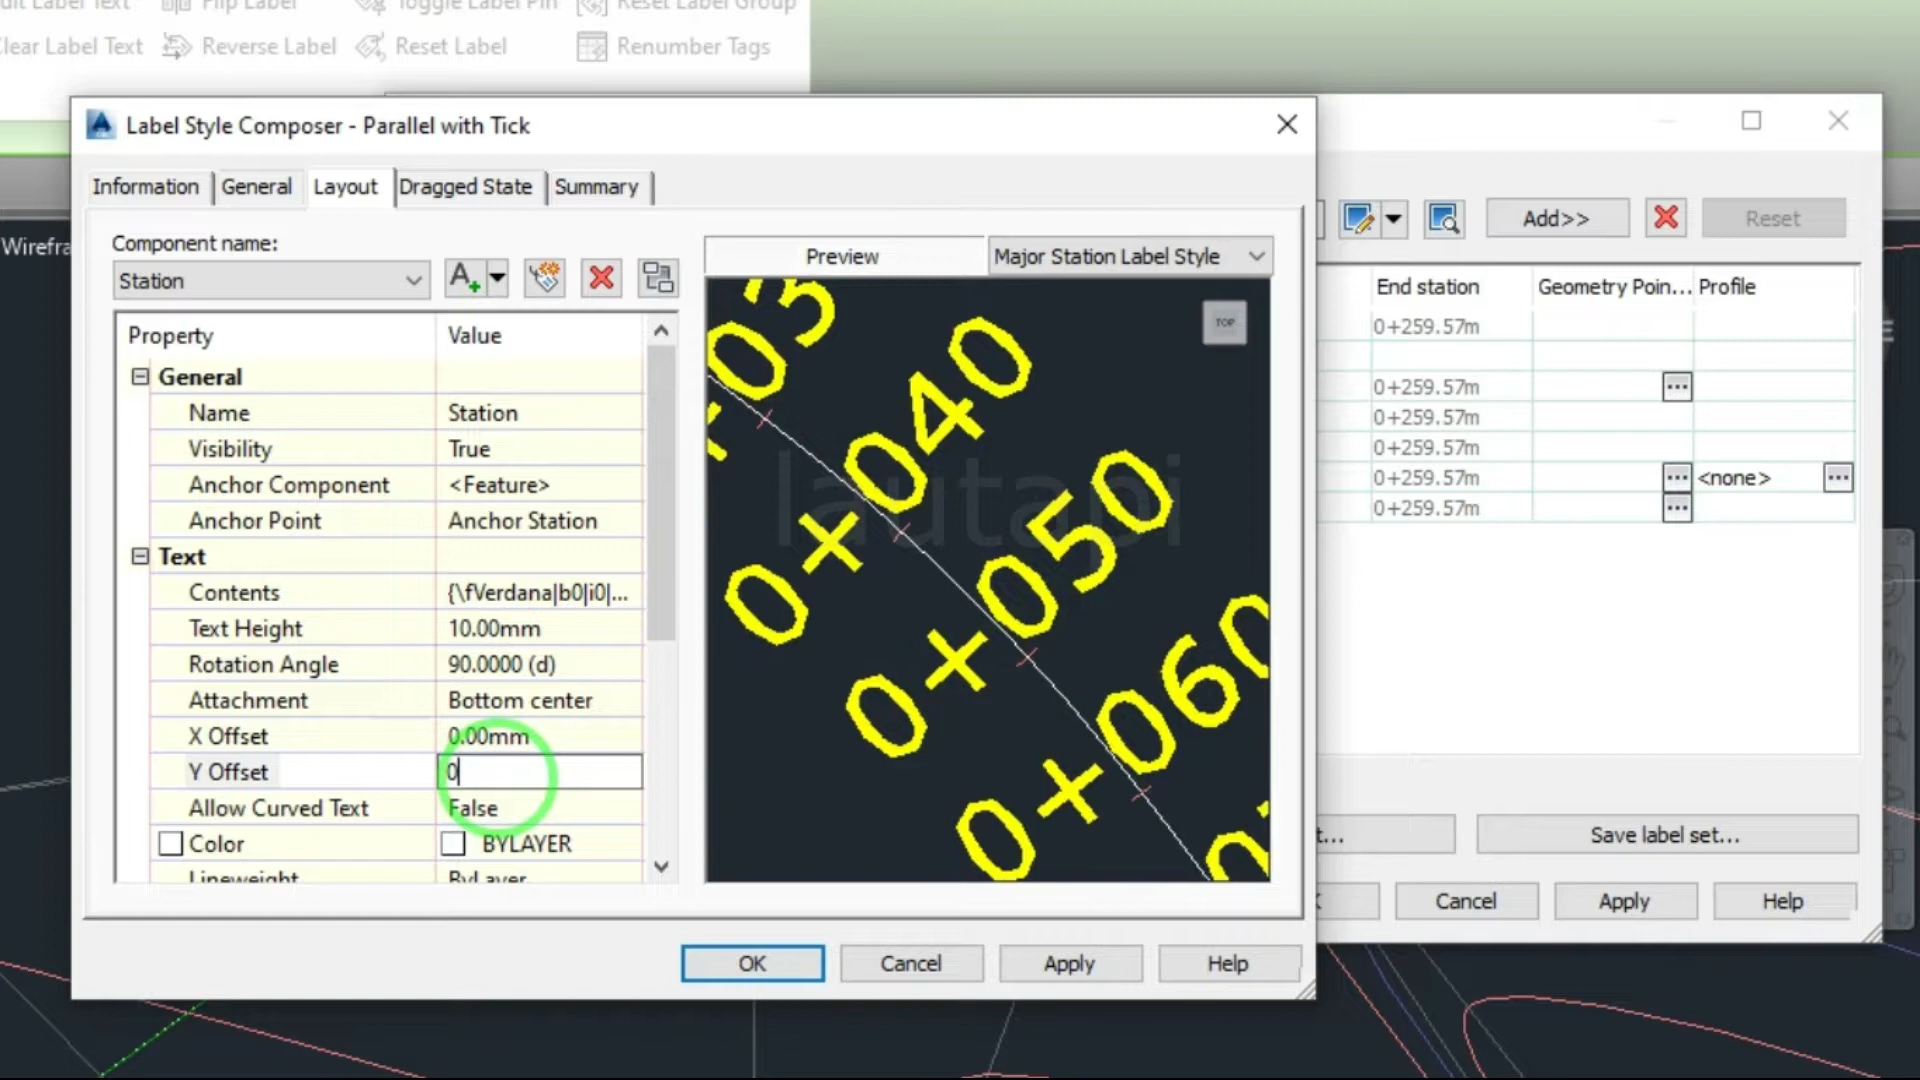 Flip Label
Toggle Label Pin
Reset Label Group
Clear Label Text
Reverse Label
Reset Label
Renumber Tags
Label Style Composer - Parallel with Tick
Information
General
Layout
Dragged State
Summary
Component name:
Station
Preview
Major Station Label Style
Property
Value
General
Name
Station
Visibility
True
Anchor Component
<Feature>
Anchor Point
Anchor Station
Text
Contents
{\fVerdana|b0|i0|...
Text Height
10.00mm
Rotation Angle
90.0000 (d)
Attachment
Bottom center
X Offset
0.00mm
Y Offset
0
Allow Curved Text
False
Color
BYLAYER
Lineweight
ByLayer
TOP
0+040
0+050
0+060
lautapi
OK
Cancel
Apply
Help
Add>>
Reset
End station
Geometry Poin...
Profile
0+259.57m
0+259.57m
0+259.57m
0+259.57m
0+259.57m
<none>
0+259.57m
Save label set...
Cancel
Apply
Help